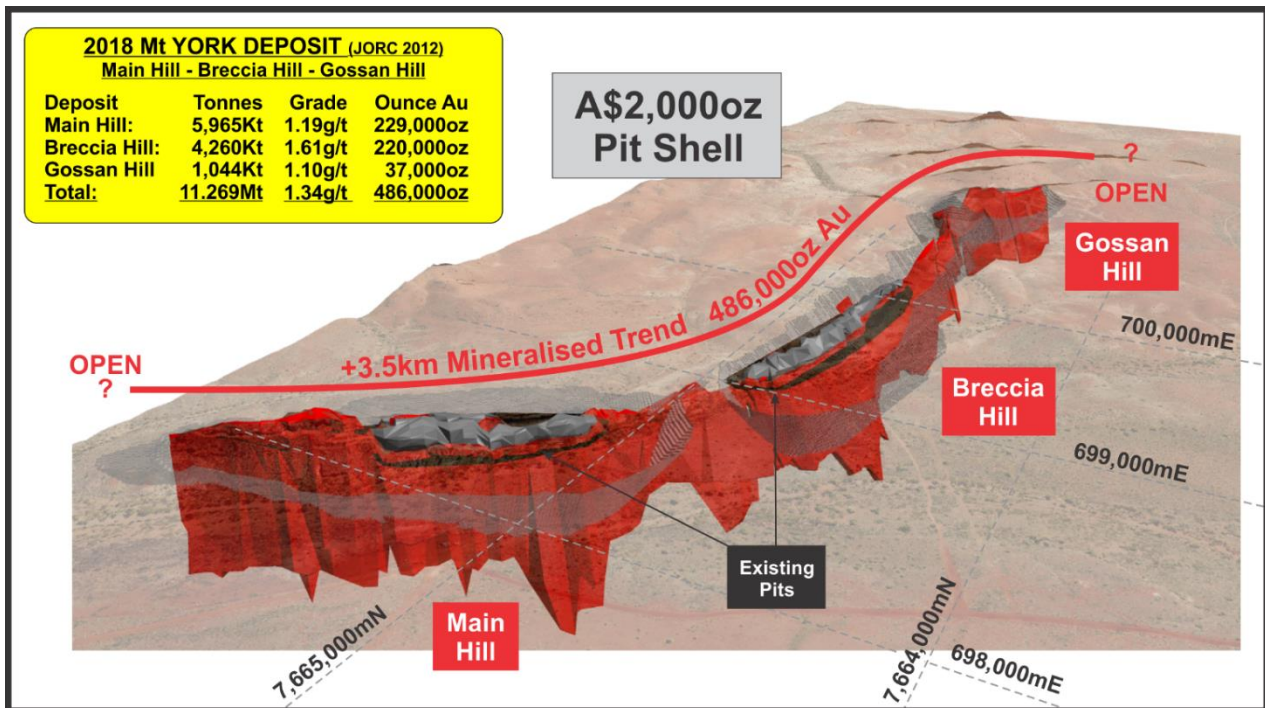 2018 Mt YORK DEPOSIT (JORC 2012)
Main Hill - Breccia Hill - Gossan Hill
Deposit Tonnes Grade Ounce Au
Main Hill: 5,965Kt 1.19g/t 229,000oz
Breccia Hill: 4,260Kt 1.61g/t 220,000oz
Gossan Hill 1,044Kt 1.10g/t 37,000oz
Total: 11.269Mt 1.34g/t 486,000oz
A$2,000oz
Pit Shell
?
OPEN
Gossan
Hill
700,000mE
+3.5km Mineralised Trend 486,000oz Au
OPEN
?
Breccia
Hill
699,000mE
Existing
Pits
Main
Hill
7,665,000mN
7,664,000mN
698,000mE